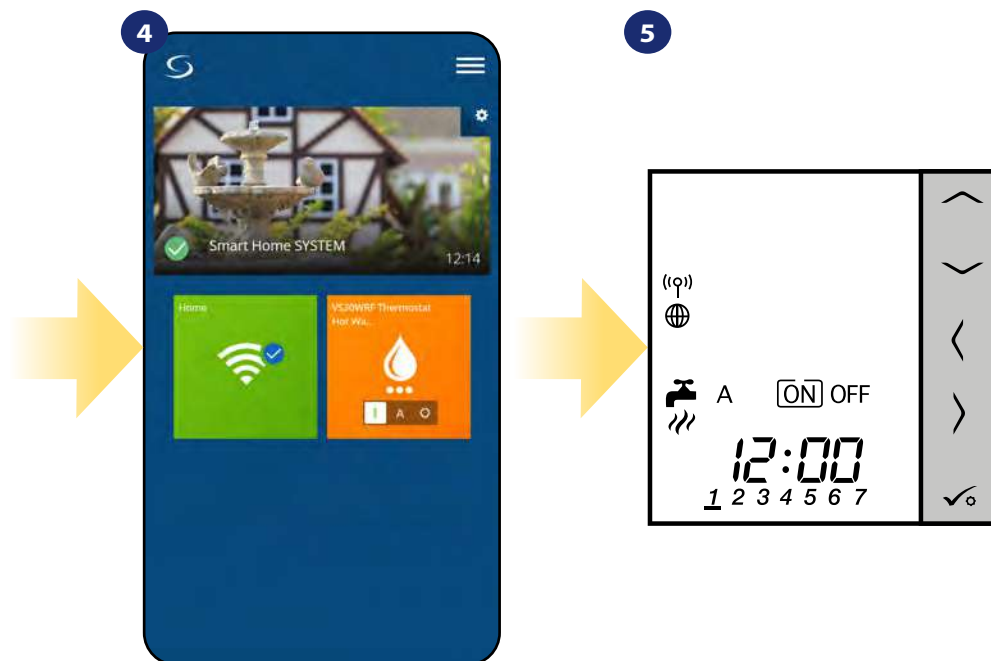 4
Smart Home SYSTEM
12:14
Home
VS30WRF Thermostat
Hot Wa...
I A O
5
A ON OFF
12:00
1 2 3 4 5 6 7